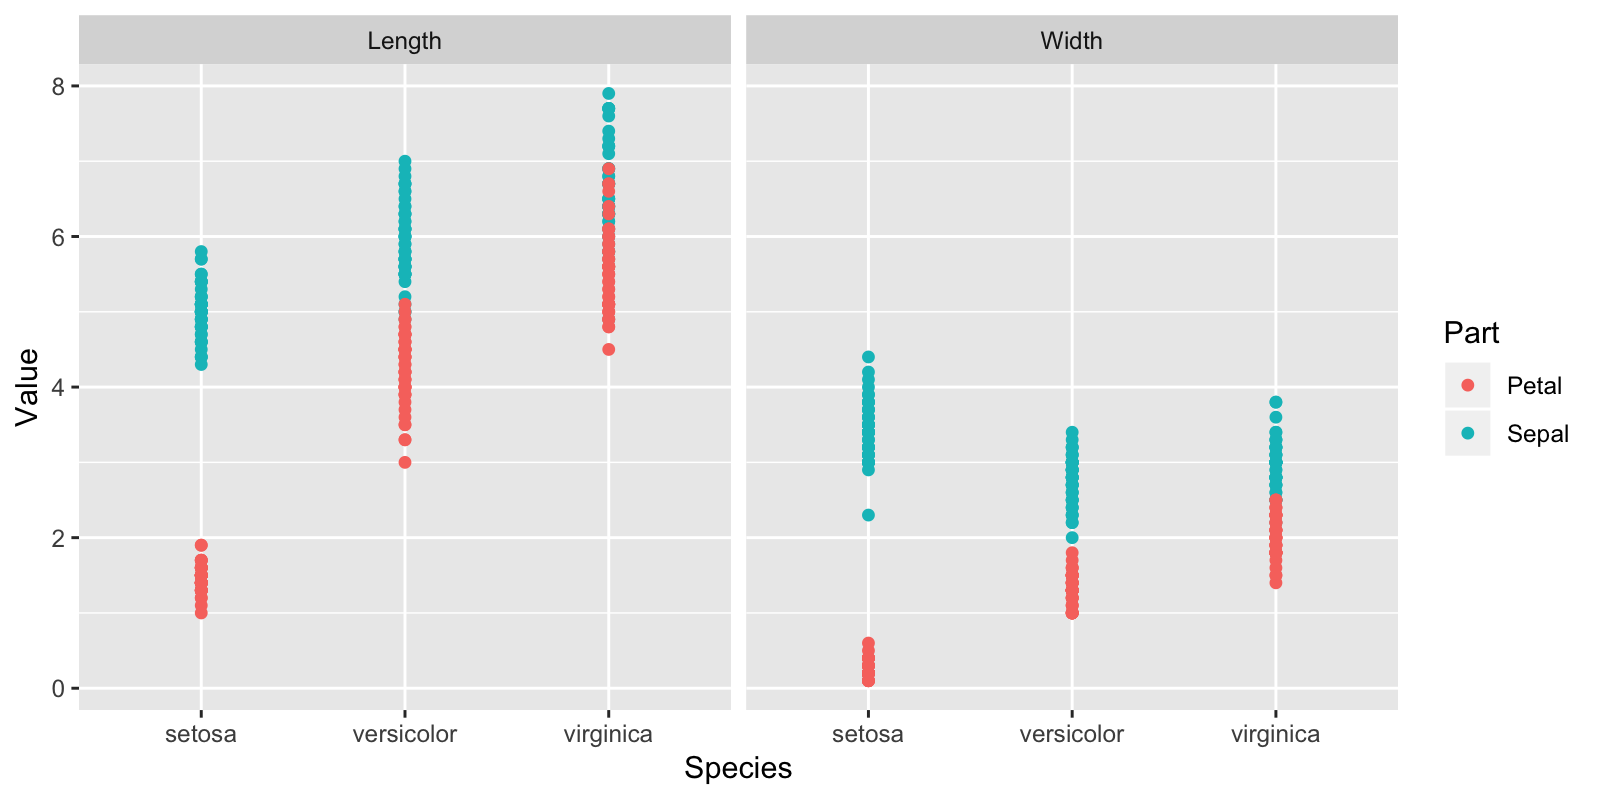 Length Width
8
6
4
2
0
Value
setosa versicolor virginica setosa versicolor virginica
Species
Part
Petal
Sepal